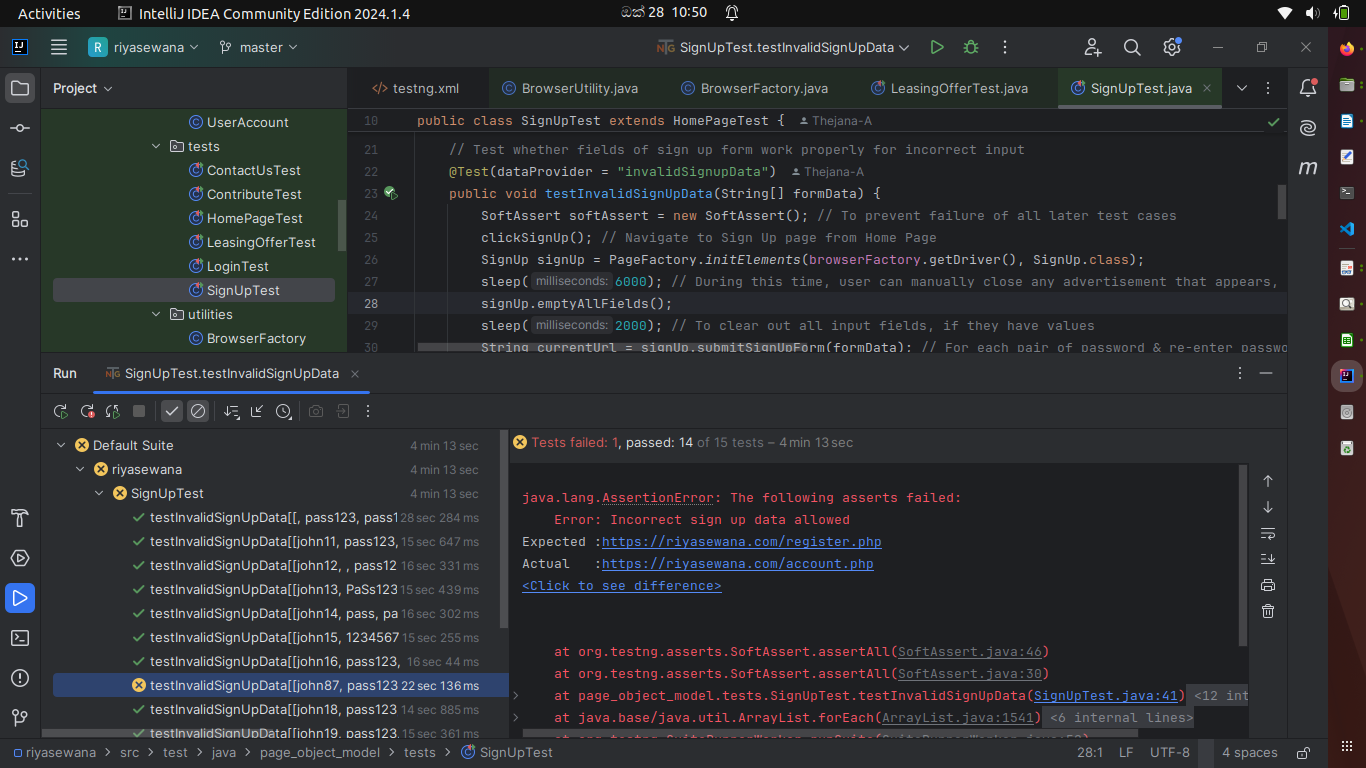 Activities IntelliJ IDEA Community Edition 2024.1.4 ඔක් 28 10:50
R riyasewana master SignUpTest.testInvalidSignUpData
Project testng.xml BrowserUtility.java BrowserFactory.java LeasingOfferTest.java SignUpTest.java
UserAccount
tests
ContactUsTest
ContributeTest
HomePageTest
LeasingOfferTest
LoginTest
SignUpTest
utilities
BrowserFactory
10 public class SignUpTest extends HomePageTest { Thejana-A
21 // Test whether fields of sign up form work properly for incorrect input
22 @Test(dataProvider = "invalidSignupData") Thejana-A
23 public void testInvalidSignUpData(String[] formData) {
24 SoftAssert softAssert = new SoftAssert(); // To prevent failure of all later test cases
25 clickSignUp(); // Navigate to Sign Up page from Home Page
26 SignUp signUp = PageFactory.initElements(browserFactory.getDriver(), SignUp.class);
27 sleep( milliseconds: 6000); // During this time, user can manually close any advertisement that appears,
28 signUp.emptyAllFields();
29 sleep( milliseconds: 2000); // To clear out all input fields, if they have values
30 String currentUrl = signUp.submitSignUpForm(formData); // For each pair of password & re-enter passwo
Run SignUpTest.testInvalidSignUpData
Default Suite 4 min 13 sec
riyasewana 4 min 13 sec
SignUpTest 4 min 13 sec
testInvalidSignUpData[[, pass123, pass1 28 sec 284 ms
testInvalidSignUpData[[john11, pass123, 15 sec 647 ms
testInvalidSignUpData[[john12, , pass12 16 sec 331 ms
testInvalidSignUpData[[john13, PaSs123 15 sec 439 ms
testInvalidSignUpData[[john14, pass, pa 16 sec 302 ms
testInvalidSignUpData[[john15, 1234567 15 sec 255 ms
testInvalidSignUpData[[john16, pass123, 16 sec 44 ms
testInvalidSignUpData[[john87, pass123 22 sec 136 ms
testInvalidSignUpData[[john18, pass123 14 sec 885 ms
testInvalidSignUpData[[john19, pass123 15 sec 361 ms
Tests failed: 1, passed: 14 of 15 tests – 4 min 13 sec
java.lang.AssertionError: The following asserts failed:
Error: Incorrect sign up data allowed
Expected :https://riyasewana.com/register.php
Actual :https://riyasewana.com/account.php
<Click to see difference>
at org.testng.asserts.SoftAssert.assertAll(SoftAssert.java:46)
at org.testng.asserts.SoftAssert.assertAll(SoftAssert.java:30)
at page_object_model.tests.SignUpTest.testInvalidSignUpData(SignUpTest.java:41) <12 int
at java.base/java.util.ArrayList.forEach(ArrayList.java:1541) <6 internal lines>
riyasewana > src > test > java > page_object_model > tests > SignUpTest 28:1 LF UTF-8 4 spaces